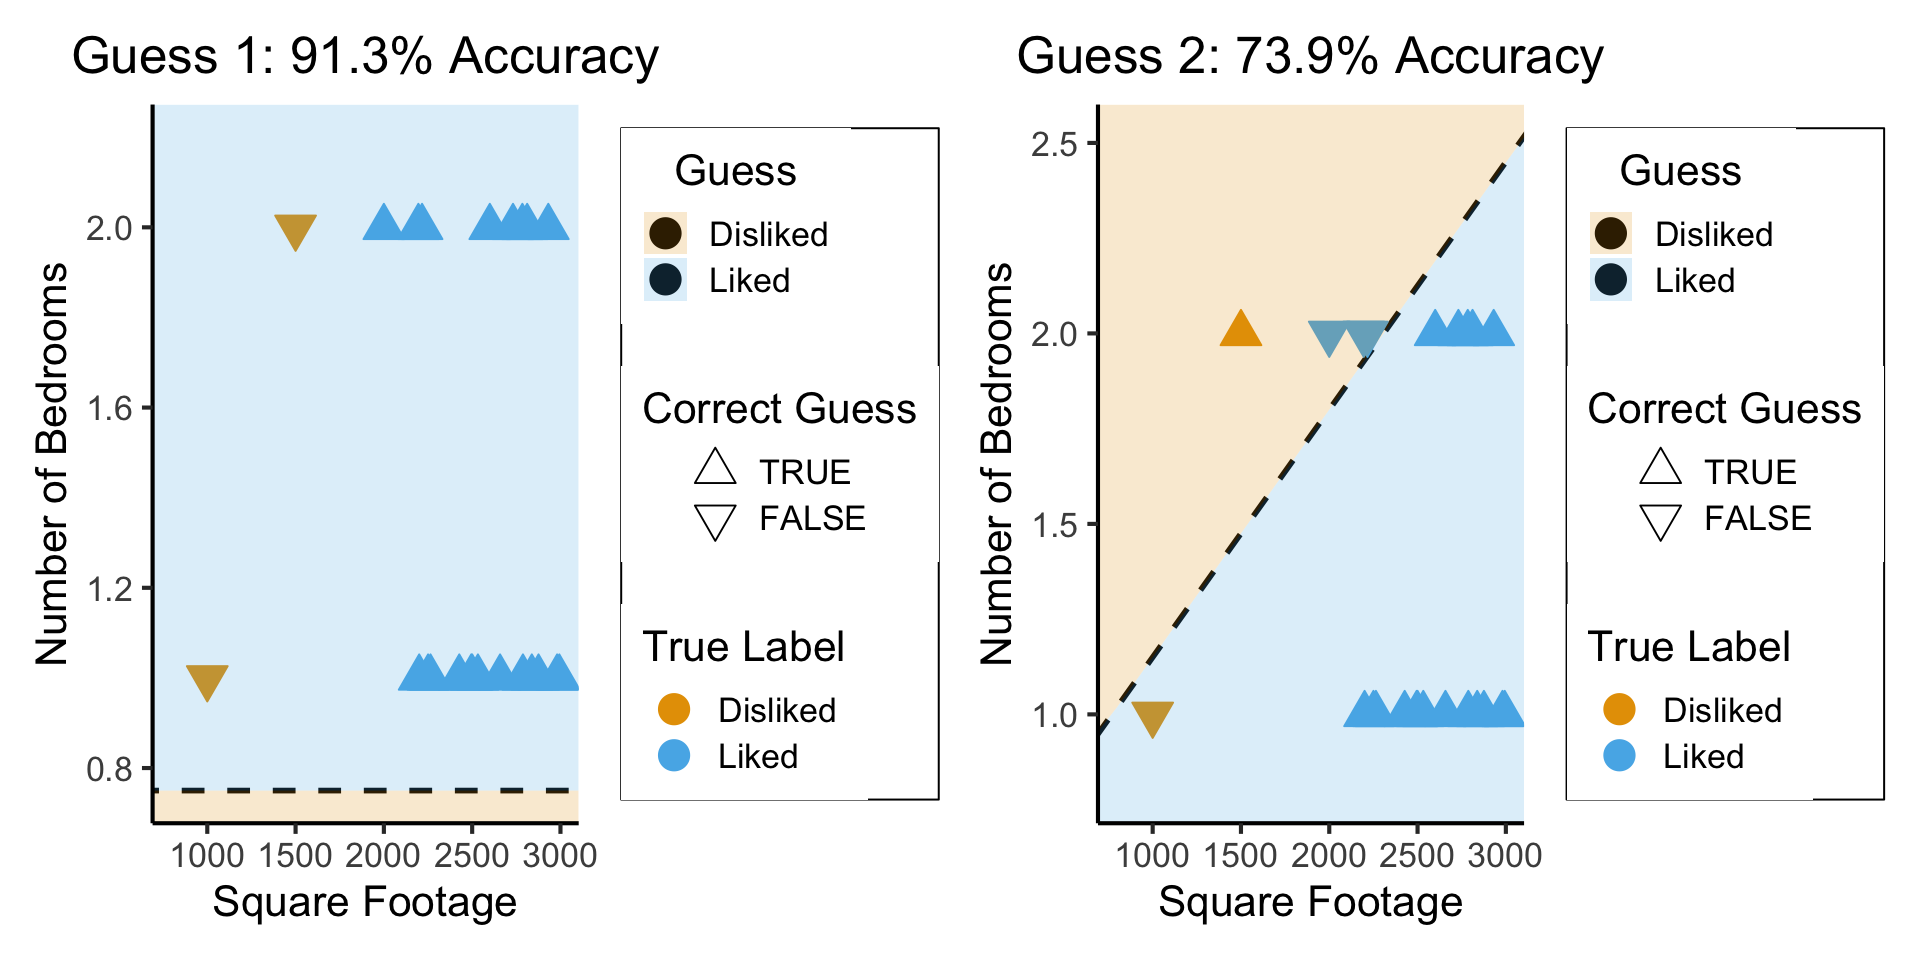 Guess 1: 91.3% Accuracy
Number of Bedrooms
2.0
1.6
1.2
0.8
1000 1500 2000 2500 3000
Square Footage
Guess
Disliked
Liked
Correct Guess
TRUE
FALSE
True Label
Disliked
Liked
Guess 2: 73.9% Accuracy
Number of Bedrooms
2.5
2.0
1.5
1.0
1000 1500 2000 2500 3000
Square Footage
Guess
Disliked
Liked
Correct Guess
TRUE
FALSE
True Label
Disliked
Liked